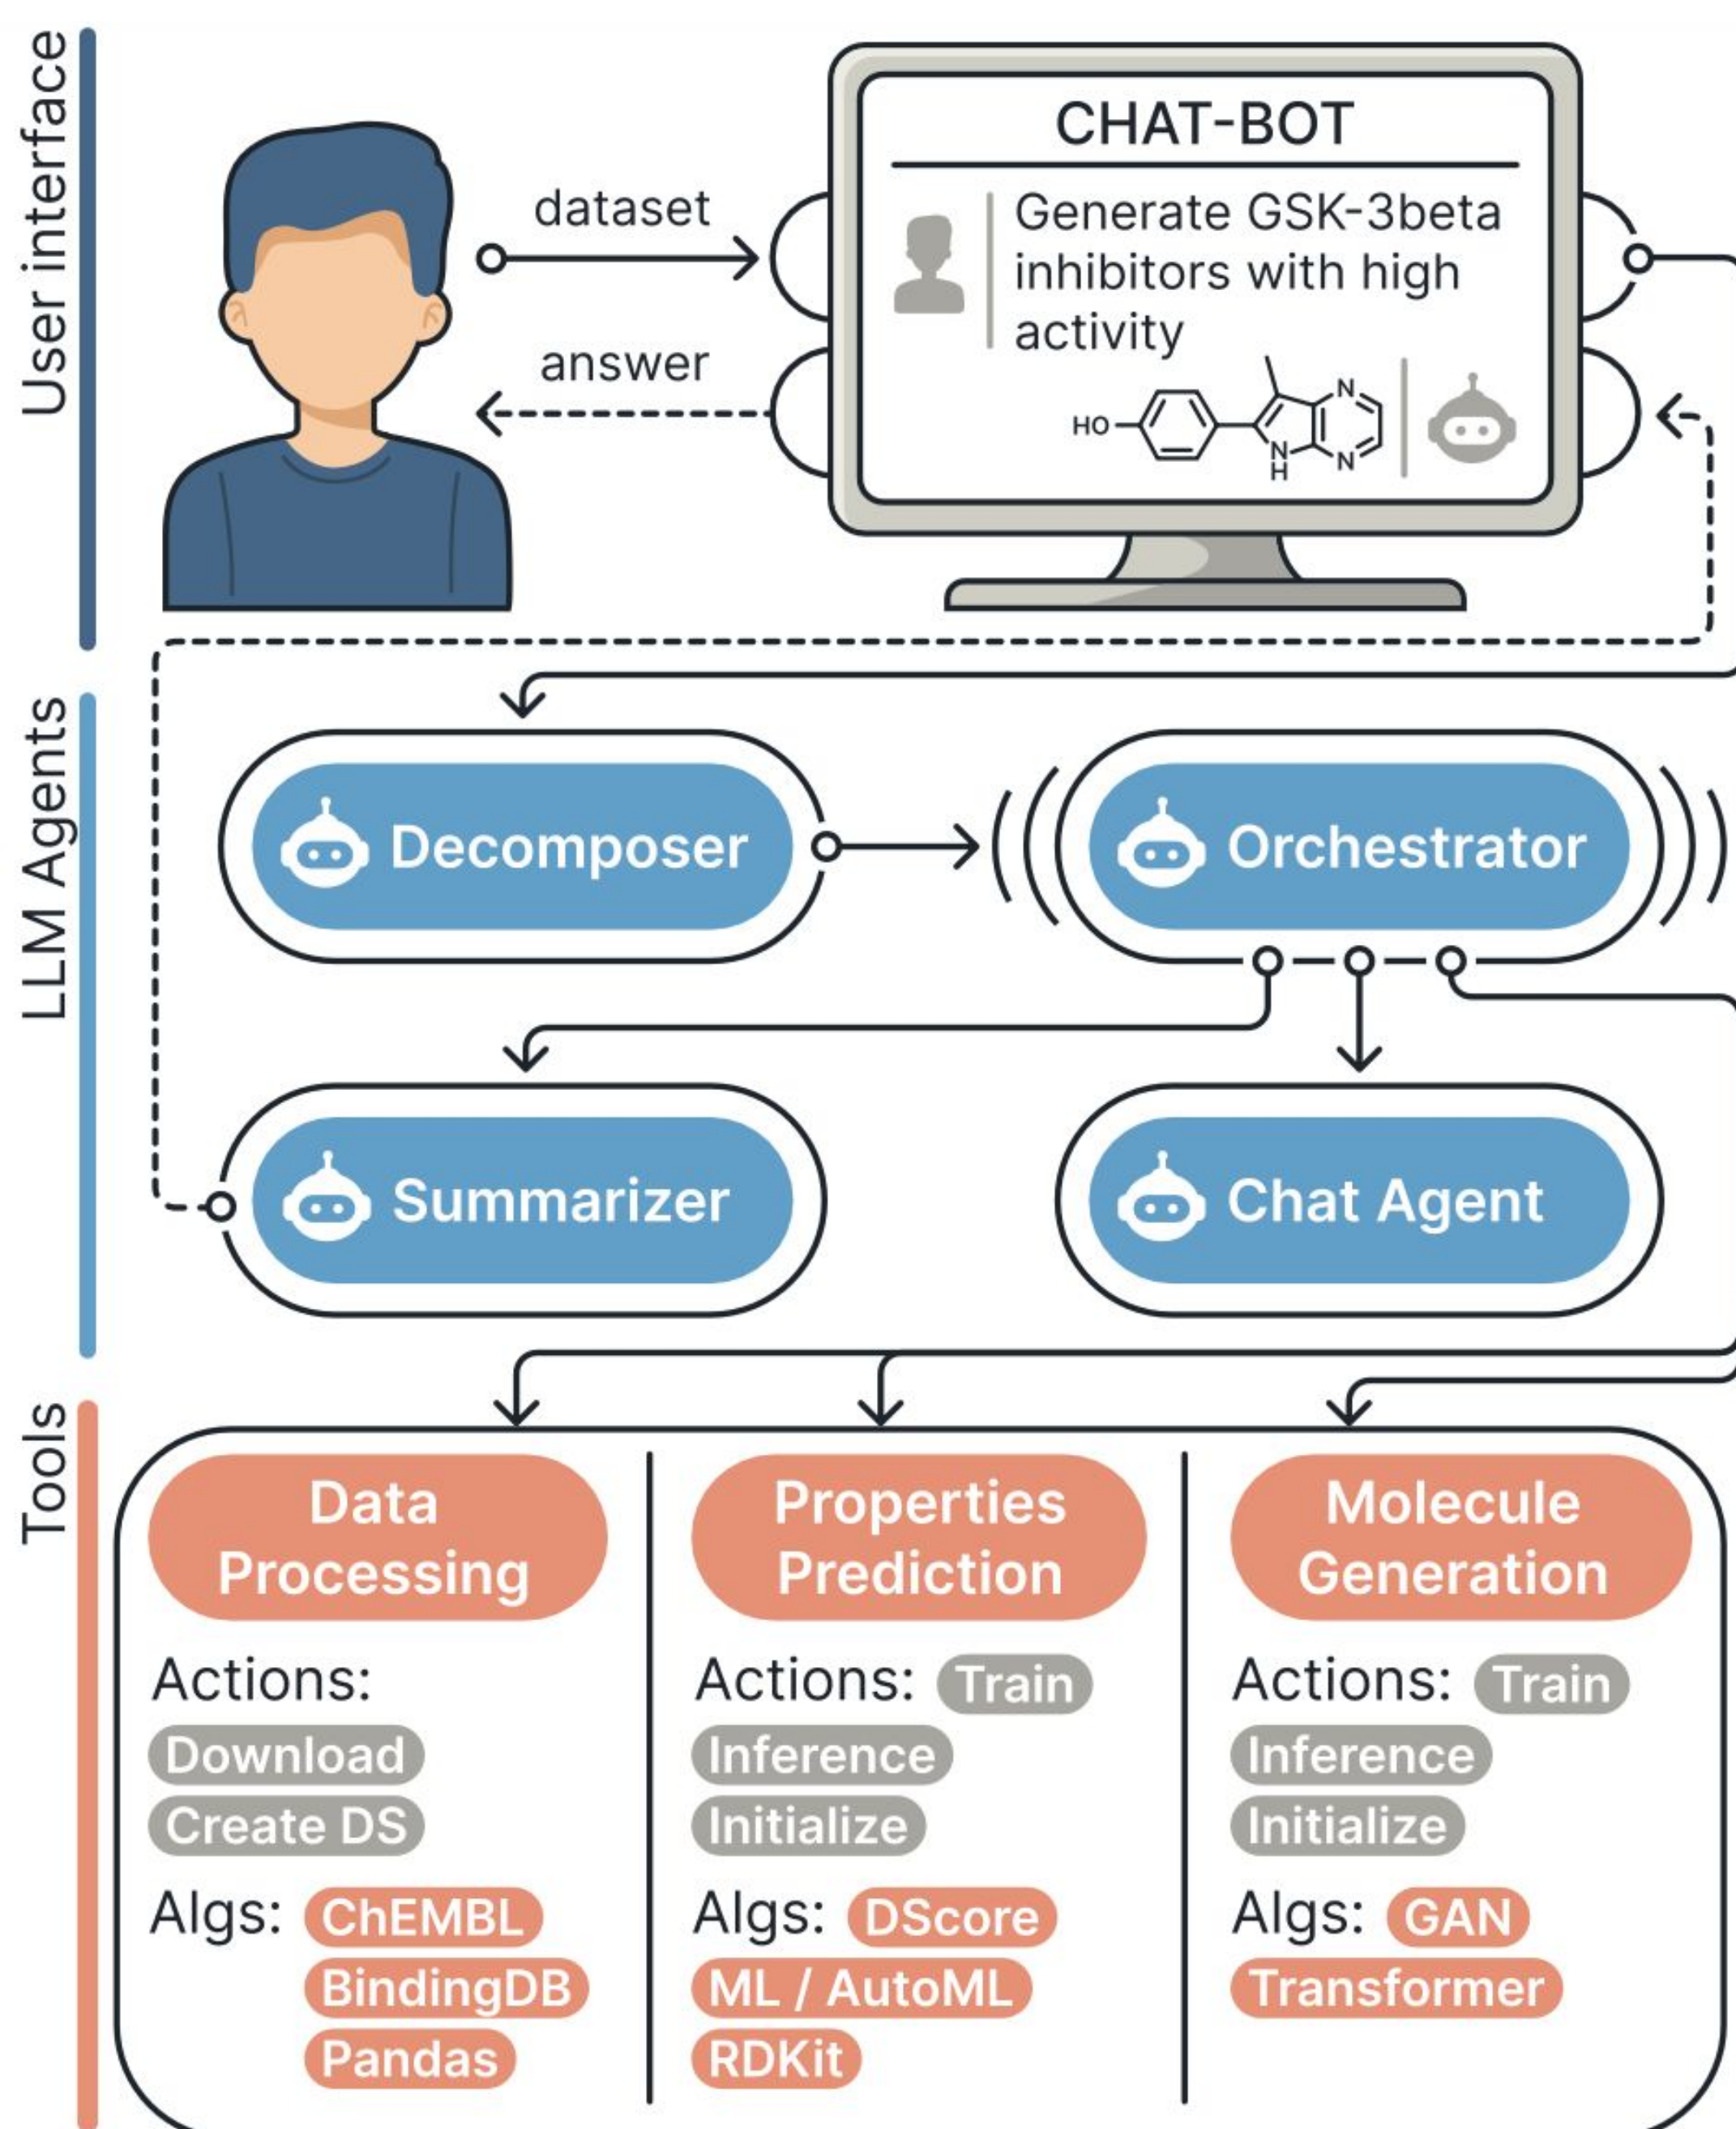 User interface
dataset
answer
CHAT-BOT
Generate GSK-3beta
inhibitors with high
activity
HO
N
N
H
N
LLM Agents
Decomposer
Orchestrator
Summarizer
Chat Agent
Tools
Data
Processing
Actions:
Download
Create DS
Algs: ChEMBL
BindingDB
Pandas
Properties
Prediction
Actions: Train
Inference
Initialize
Algs: DScore
ML / AutoML
RDKit
Molecule
Generation
Actions: Train
Inference
Initialize
Algs: GAN
Transformer